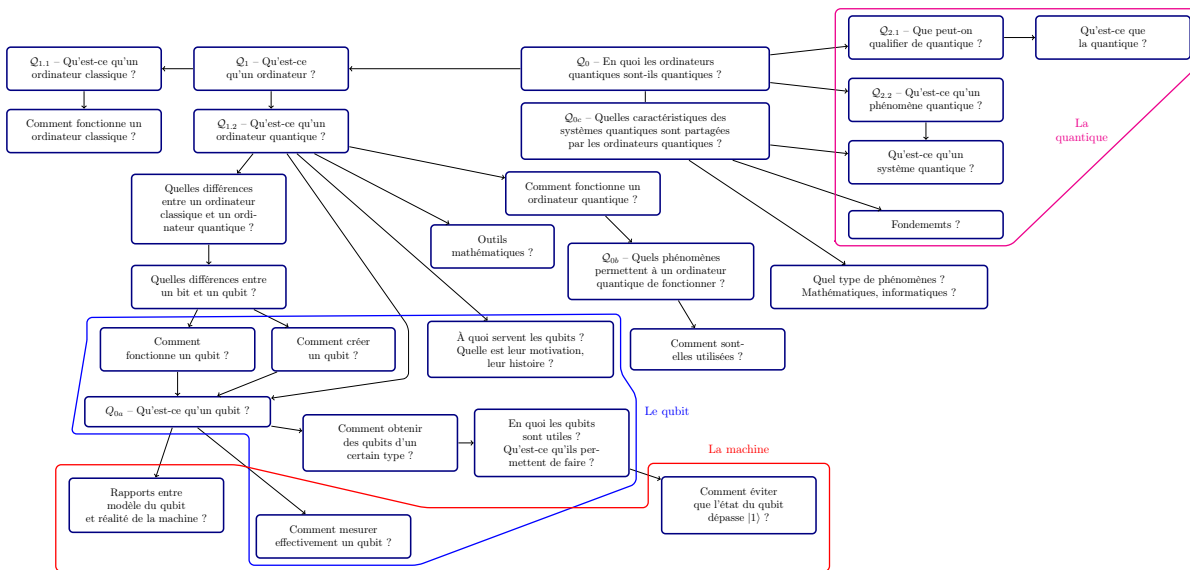 Q1.1 – Qu'est-ce qu'un
ordinateur classique ?
Q1 – Qu'est-ce
qu'un ordinateur ?
Q0 – En quoi les ordinateurs
quantiques sont-ils quantiques ?
Q2.1 – Que peut-on
qualifier de quantique ?
Qu'est-ce que
la quantique ?
Comment fonctionne un
ordinateur classique ?
Q1.2 – Qu'est-ce qu'un
ordinateur quantique ?
Q0c – Quelles caractéristiques des
systèmes quantiques sont partagées
par les ordinateurs quantiques ?
Q2.2 – Qu'est-ce qu'un
phénomène quantique ?
La
quantique
Qu'est-ce qu'un
système quantique ?
Quelles différences
entre un ordinateur
classique et un ordi-
nateur quantique ?
Comment fonctionne un
ordinateur quantique ?
Fondememts ?
Outils
mathématiques ?
Q0b – Quels phénomènes
permettent à un ordinateur
quantique de fonctionner ?
Quel type de phénomènes ?
Mathématiques, informatiques ?
Quelles différences entre
un bit et un qubit ?
Comment
fonctionne un qubit ?
Comment créer
un qubit ?
À quoi servent les qubits ?
Quelle est leur motivation,
leur histoire ?
Comment sont-
elles utilisées ?
Q0a – Qu'est-ce qu'un qubit ?
Le qubit
Comment obtenir
des qubits d'un
certain type ?
En quoi les qubits
sont utiles ?
Qu'est-ce qu'ils per-
mettent de faire ?
La machine
Rapports entre
modèle du qubit
et réalité de la machine ?
Comment mesurer
effectivement un qubit ?
Comment éviter
que l'état du qubit
dépasse |1⟩ ?